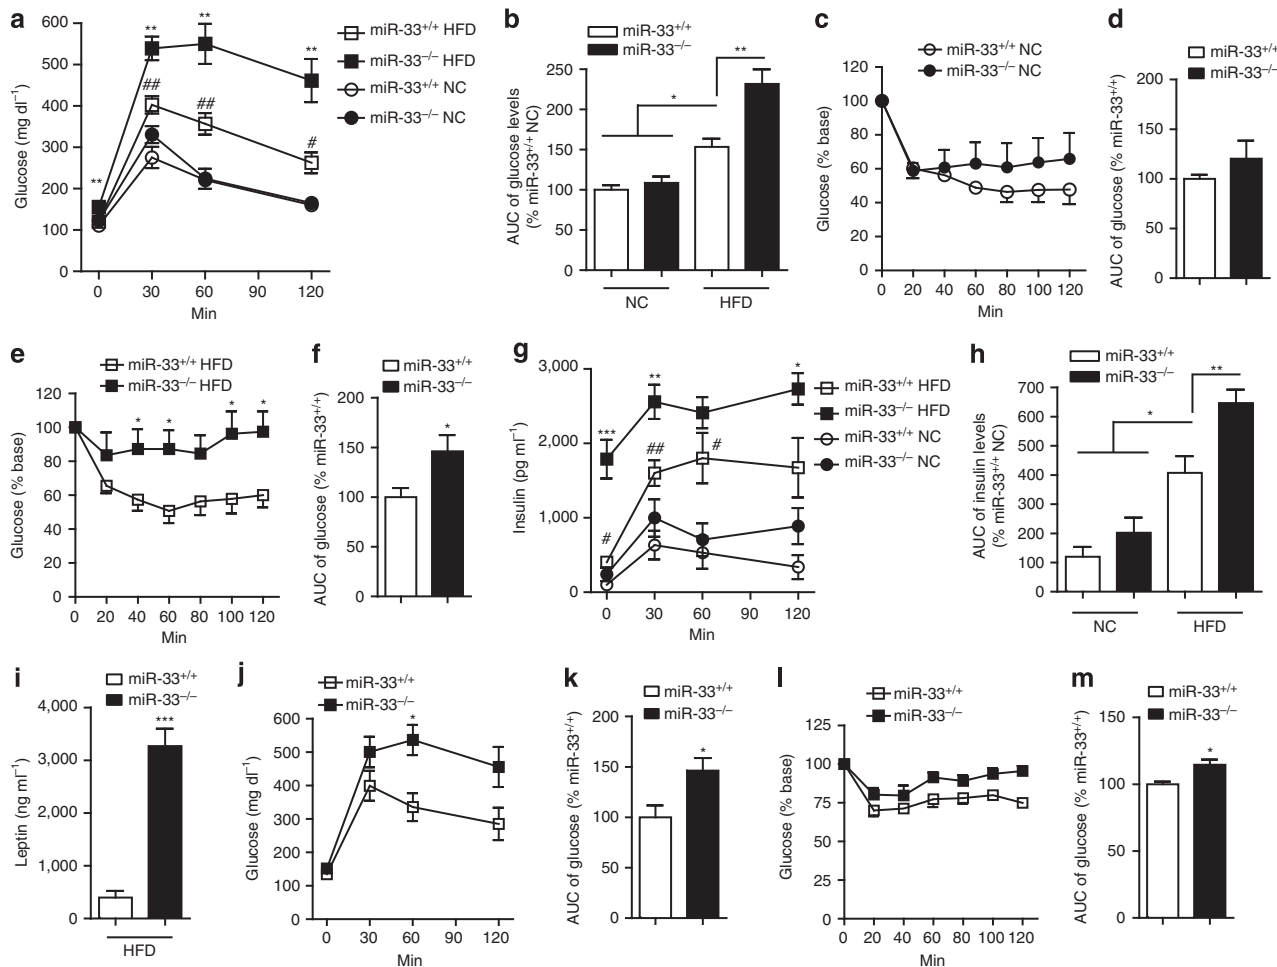 a
miR-33+/+ HFD
miR-33−/− HFD
miR-33+/+ NC
miR-33−/− NC
Glucose (mg dl−1)
600
500
400
300
200
100
0
**
**
**
**
##
##
#
0 30 60 90 120
Min
b
miR-33+/+
miR-33−/−
AUC of glucose levels
(% miR-33+/+ NC)
250
200
150
100
50
0
*
**
NC HFD
c
miR-33+/+ NC
miR-33−/− NC
Glucose (% base)
120
100
80
60
40
20
0
0 20 40 60 80 100 120
Min
d
miR-33+/+
miR-33−/−
AUC of glucose (% miR-33+/+)
200
150
100
50
0
e
miR-33+/+ HFD
miR-33−/− HFD
Glucose (% base)
120
100
80
60
40
20
0
* * * *
0 20 40 60 80 100 120
Min
f
miR-33+/+
miR-33−/−
AUC of glucose (% miR-33+/+)
200
150
100
50
0
*
g
miR-33+/+ HFD
miR-33−/− HFD
miR-33+/+ NC
miR-33−/− NC
Insulin (pg ml−1)
3,000
2,000
1,000
0
***
**
*
#
##
#
0 30 60 90 120
Min
h
miR-33+/+
miR-33−/−
AUC of insulin levels
(% miR-33+/+ NC)
700
600
500
400
300
200
100
0
*
**
NC HFD
i
miR-33+/+
miR-33−/−
Leptin (ng ml−1)
4,000
3,000
2,000
1,000
0
***
HFD
j
miR-33+/+
miR-33−/−
Glucose (mg dl−1)
600
500
400
300
200
100
0
*
0 30 60 90 120
Min
k
miR-33+/+
miR-33−/−
AUC of glucose (% miR-33+/+)
200
150
100
50
0
*
l
miR-33+/+
miR-33−/−
Glucose (% base)
125
100
75
50
25
0
0 20 40 60 80 100 120
Min
m
miR-33+/+
miR-33−/−
AUC of glucose (% miR-33+/+)
150
100
50
0
*